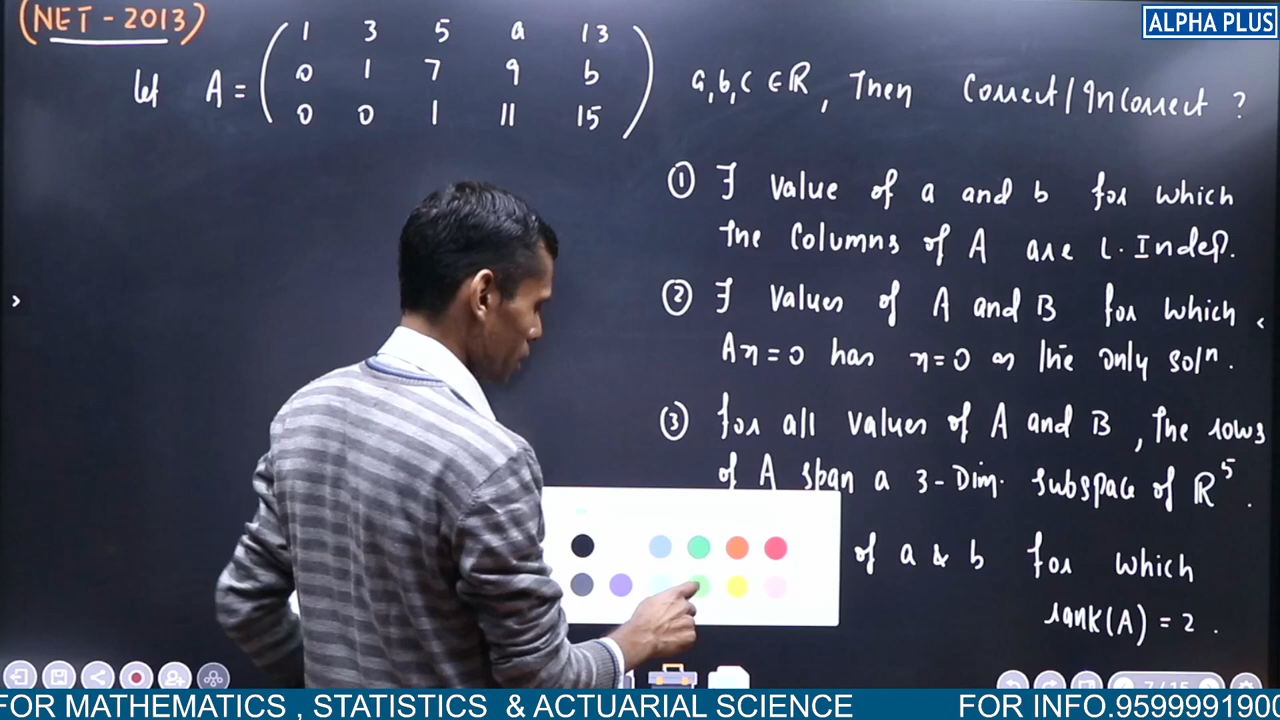 (NET - 2013)
ALPHA PLUS
let A = ( 1 3 5 a 13
0 1 7 9 b
0 0 1 11 15 ) a,b,c ∈ R, Then Correct/Incorrect ?
① ∃ value of a and b for which
the Columns of A are L. Indep.
② ∃ values of A and B for which
Ax = 0 has x = 0 as the only solⁿ.
③ for all values of A and B, the rows
of A span a 3-Dim. subspace of R⁵.
of a & b for which
rank(A) = 2.
7/15
FOR MATHEMATICS , STATISTICS & ACTUARIAL SCIENCE FOR INFO.9599991900